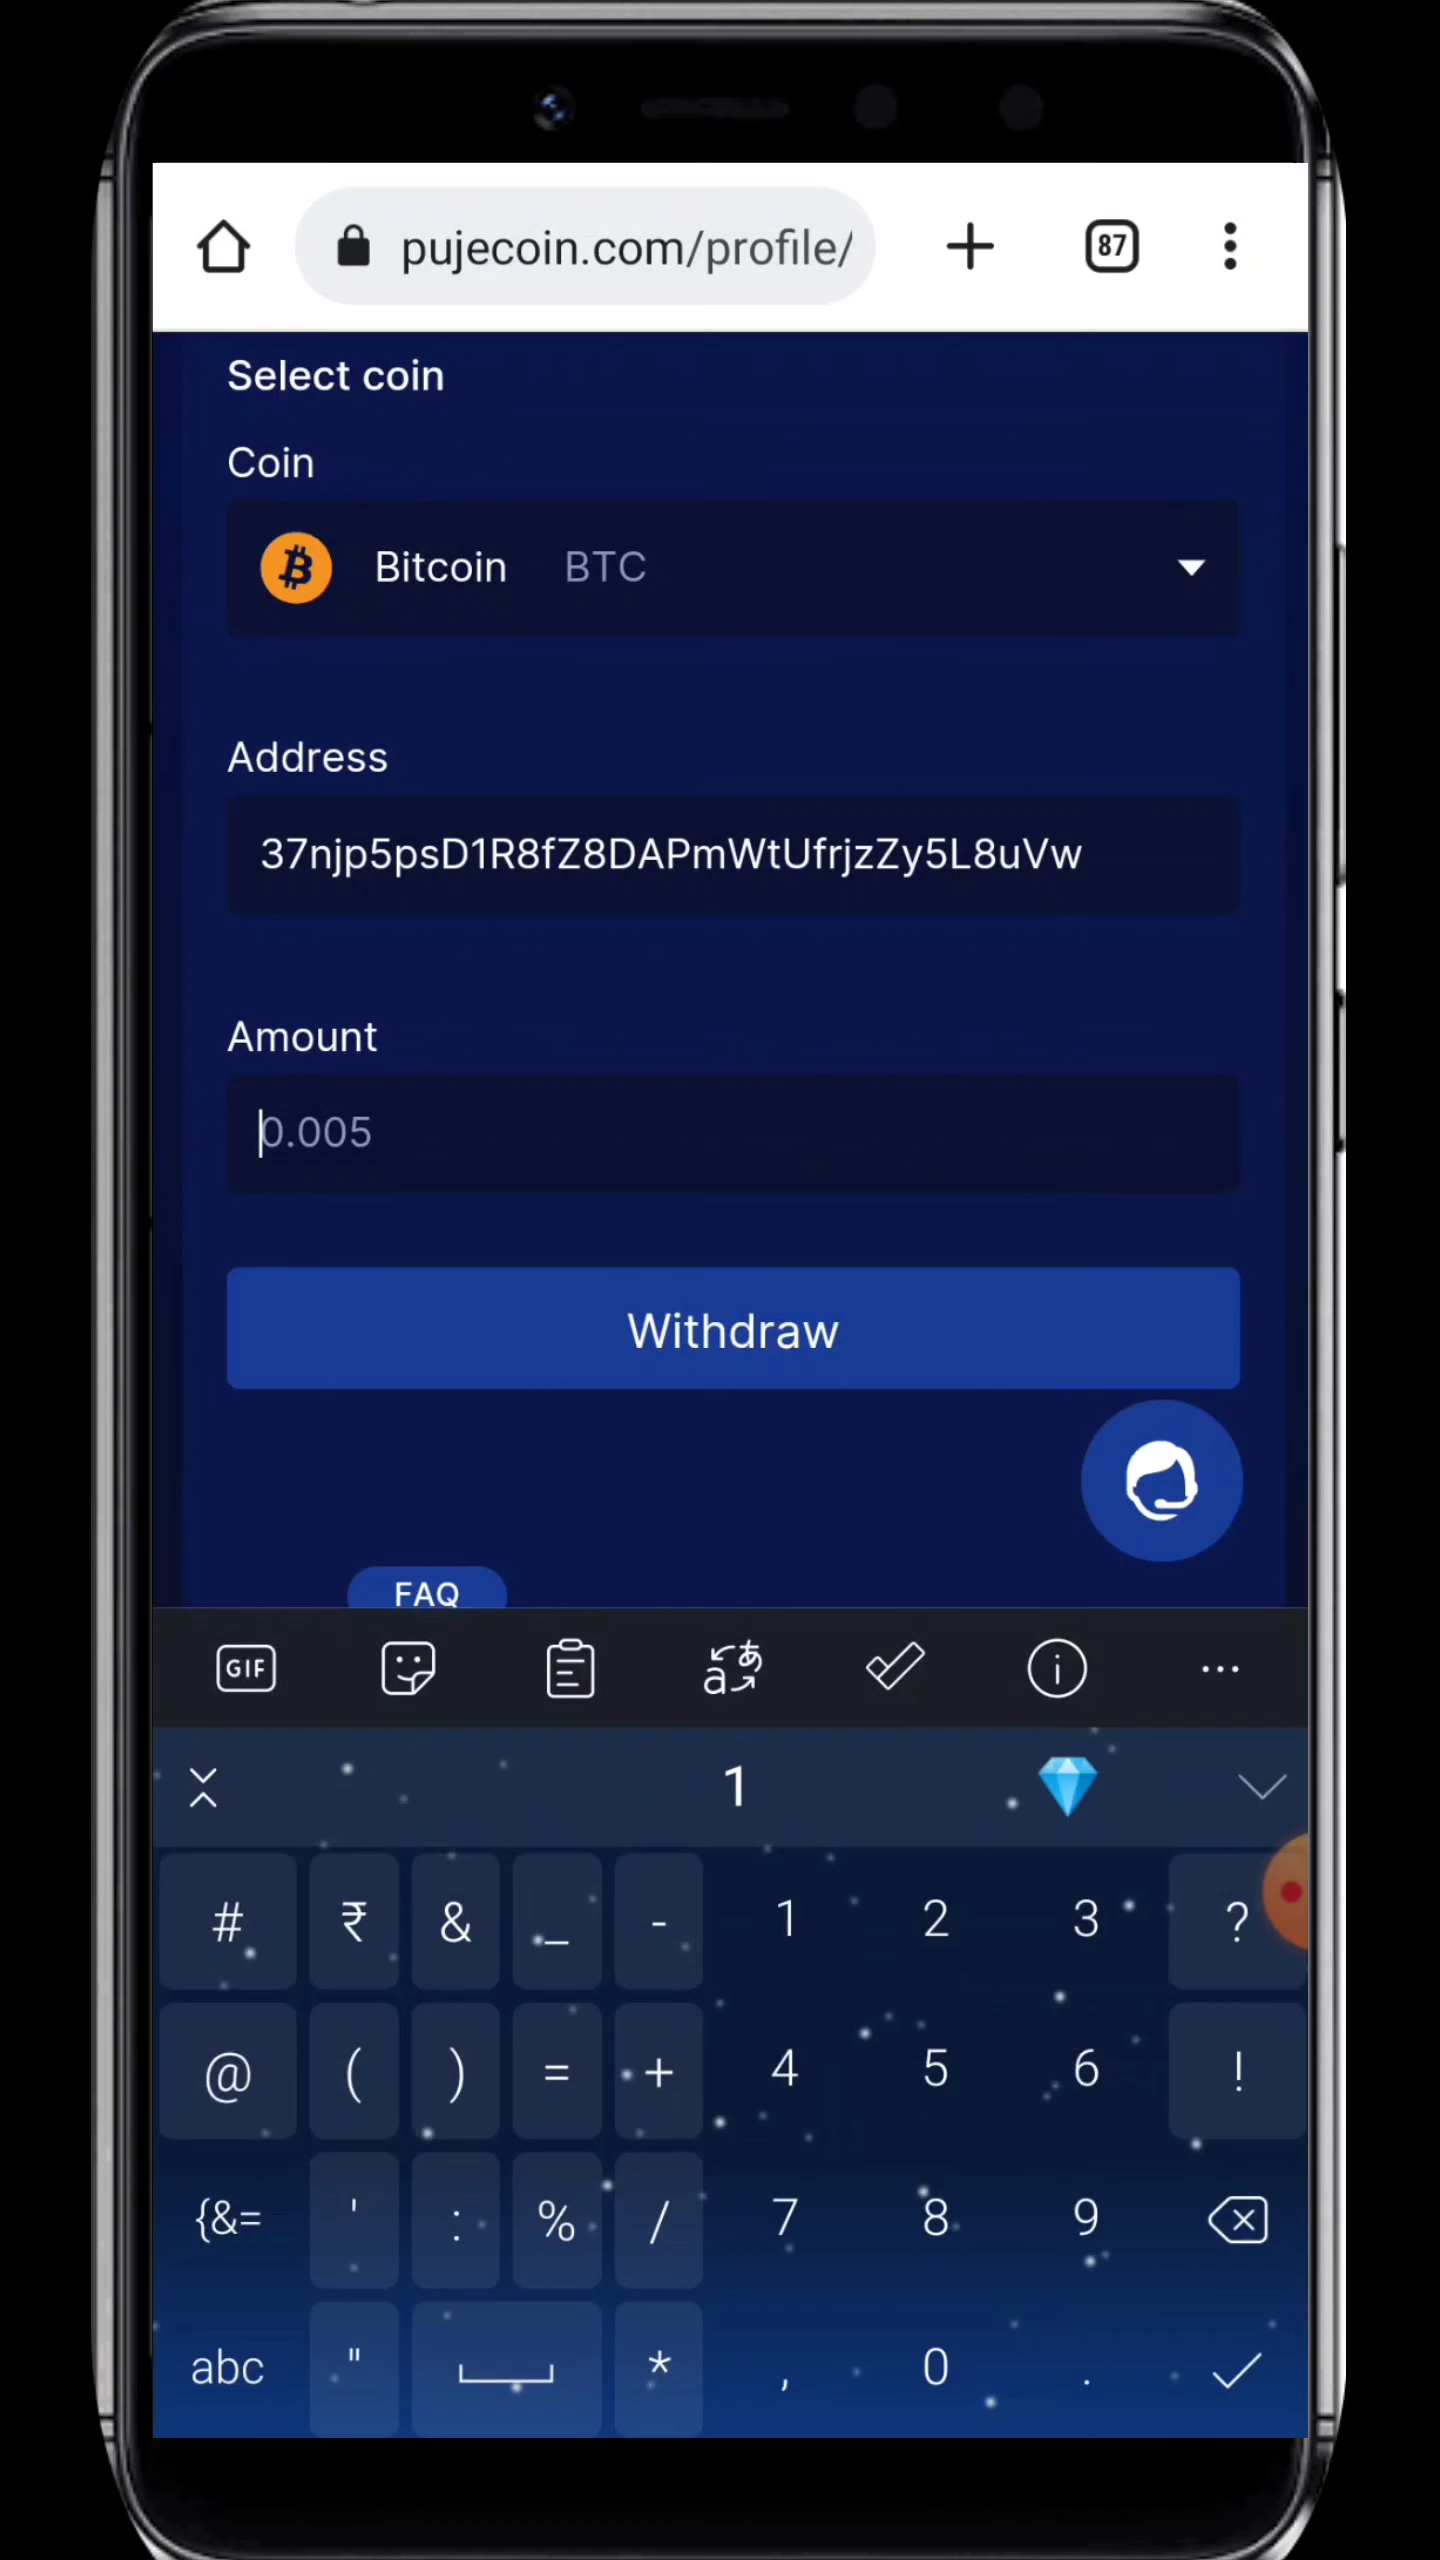 pujecoin.com/profile/
87
Select coin
Coin
Bitcoin BTC
Address
37njp5psD1R8fZ8DAPmWtUfrjzZy5L8uVw
Amount
0.005
Withdraw
FAQ
GIF a あ i ...
1
# ₹ & _ - 1 2 3 ?
@ ( ) = + 4 5 6 !
{&= ' : % / 7 8 9
abc " * , 0 .